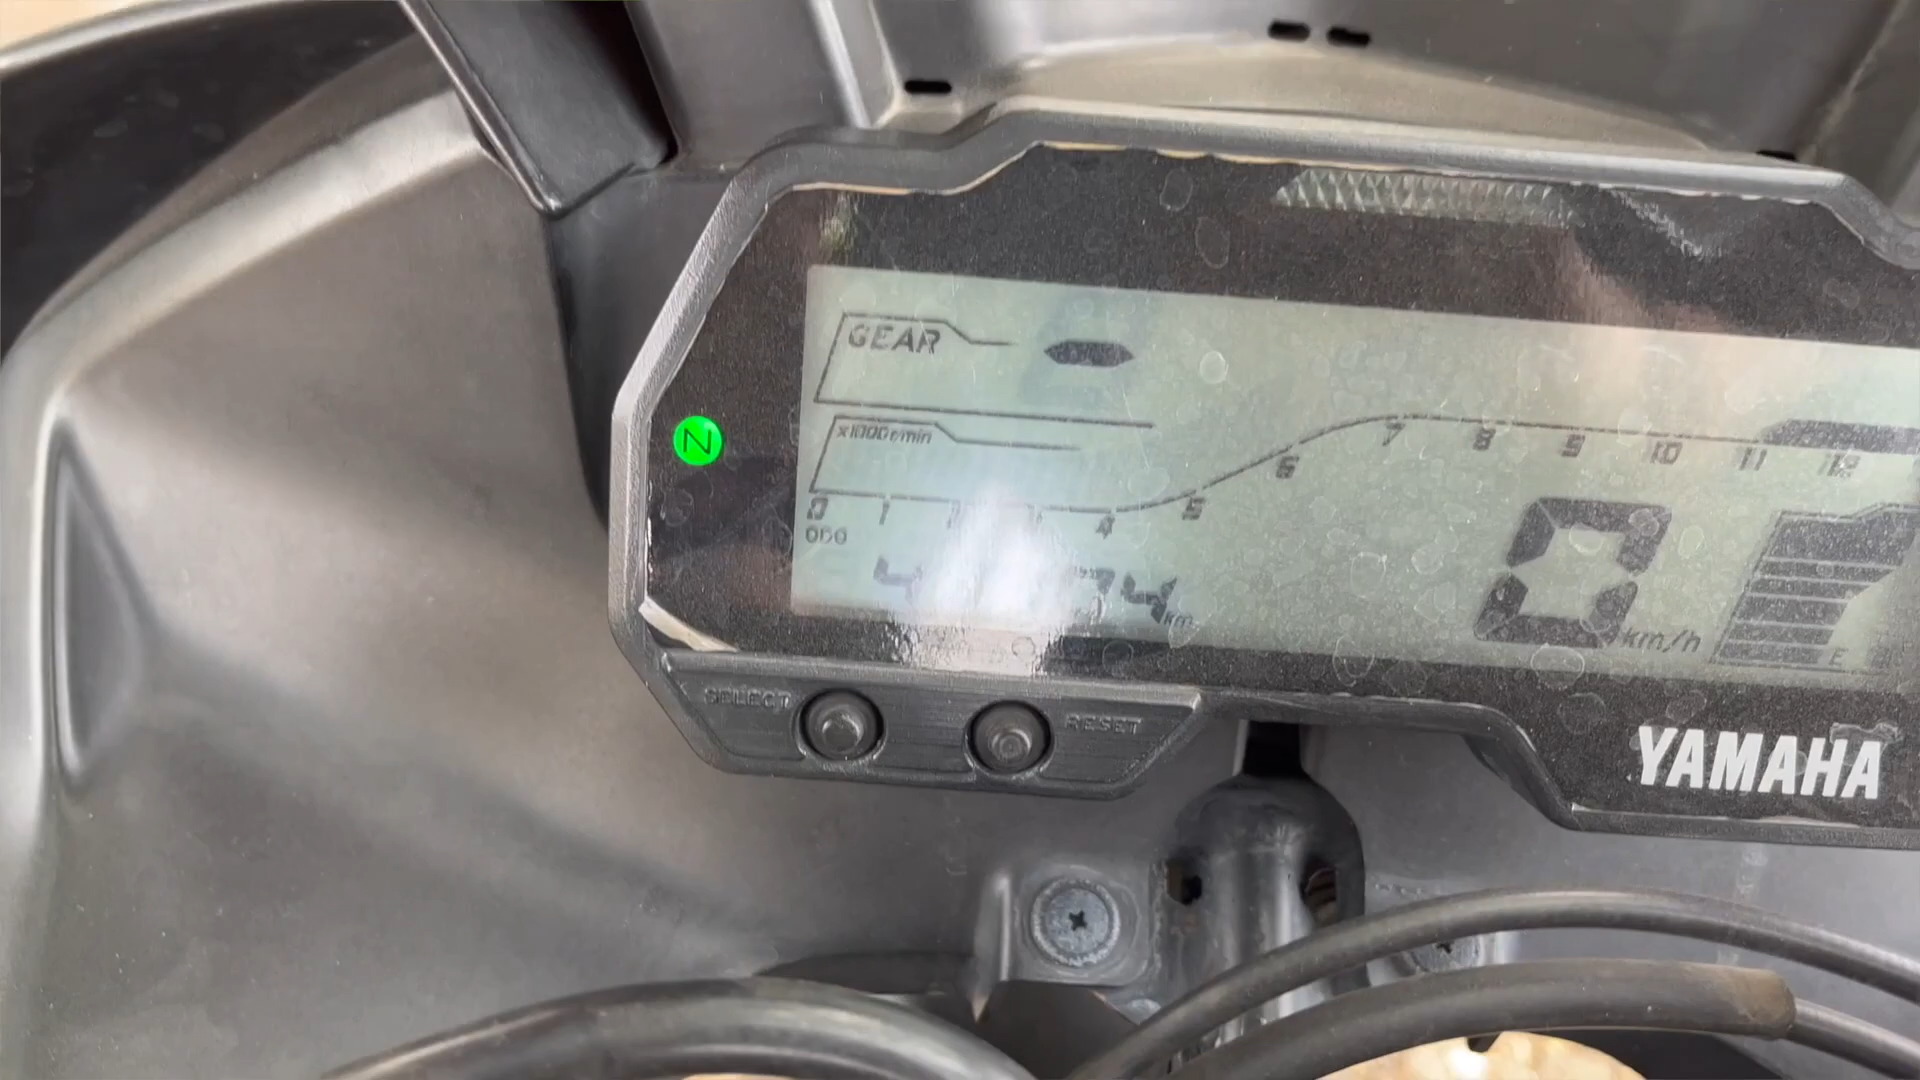 GEAR
N
x1000r/min
7 8 9 10 11 12
6
0 1 4 5
ODO
0 km/h
km
E
SELECT RESET
YAMAHA